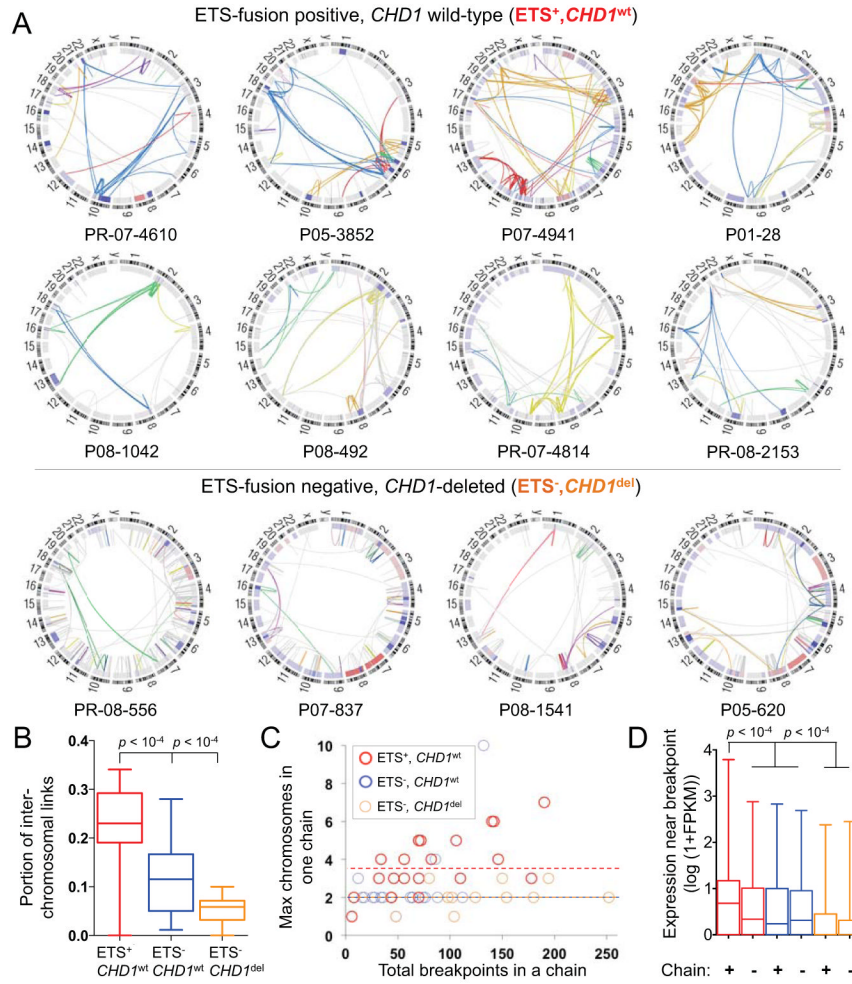 A
ETS-fusion positive, CHD1 wild-type (ETS⁺,CHD1ʷᵗ)
PR-07-4610 P05-3852 P07-4941 P01-28
P08-1042 P08-492 PR-07-4814 PR-08-2153
ETS-fusion negative, CHD1-deleted (ETS⁻,CHD1ᵈᵉˡ)
PR-08-556 P07-837 P08-1541 P05-620
B
p < 10⁻⁴ p < 10⁻⁴
Portion of inter-
chromosomal links
0.4
0.3
0.2
0.1
0.0
ETS⁺ ETS⁻ ETS⁻
CHD1ʷᵗ CHD1ʷᵗ CHD1ᵈᵉˡ
C
Max chromosomes in
one chain
10
8
6
4
2
0
ETS⁺, CHD1ʷᵗ
ETS⁻, CHD1ʷᵗ
ETS⁻, CHD1ᵈᵉˡ
0 50 100 150 200 250
Total breakpoints in a chain
D
p < 10⁻⁴ p < 10⁻⁴
Expression near breakpoint
(log (1+FPKM))
4
3
2
1
0
Chain: + - + - + -